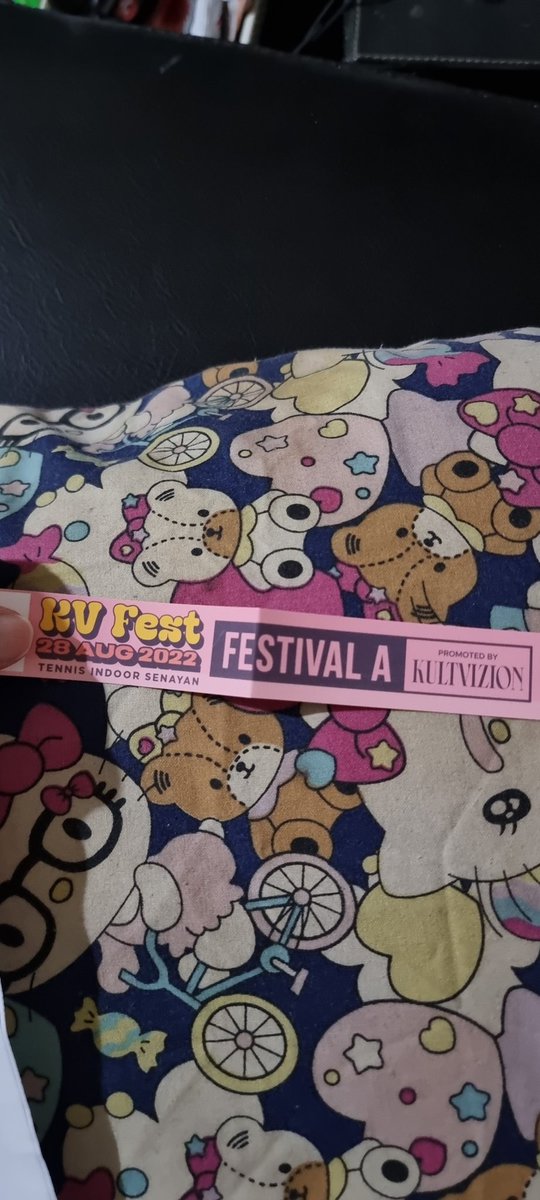 KV Fest
28 AUG 2022
TENNIS INDOOR SENAYAN
FESTIVAL A
PROMOTED BY
KULTVIZION